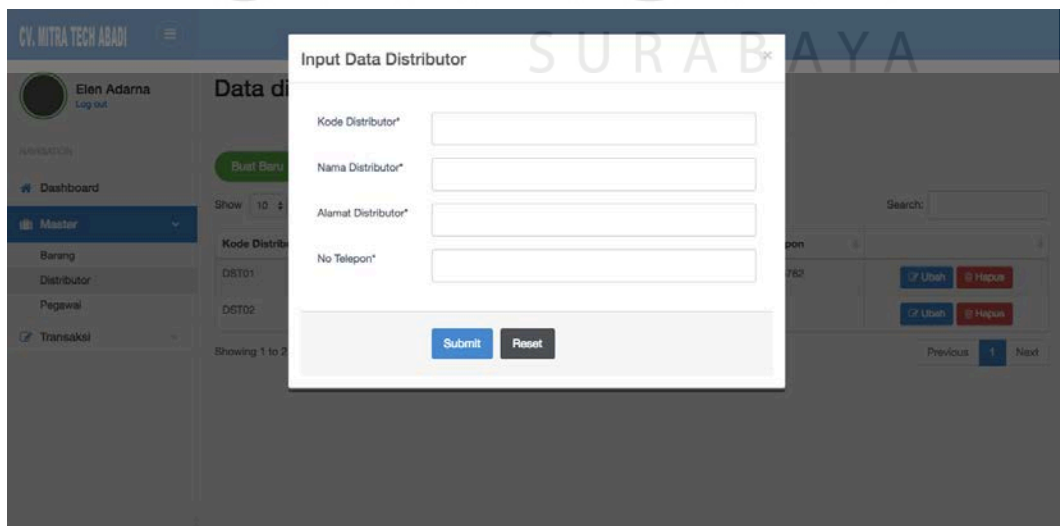 SURABAYA
CV. MITRA TECH ABADI
Input Data Distributor ×
Elen Adarna
Log out
Data di
NAVIGATION
Kode Distributor*
Buat Baru
Nama Distributor*
Dashboard
Show 10
Search:
Alamat Distributor*
Master
Kode Distrib
pon
Barang
No Telepon*
DST01
762
Ubah Hapus
Distributor
Pegawai
DST02
Ubah Hapus
Transaksi
Submit Reset
Showing 1 to 2
Previous 1 Next